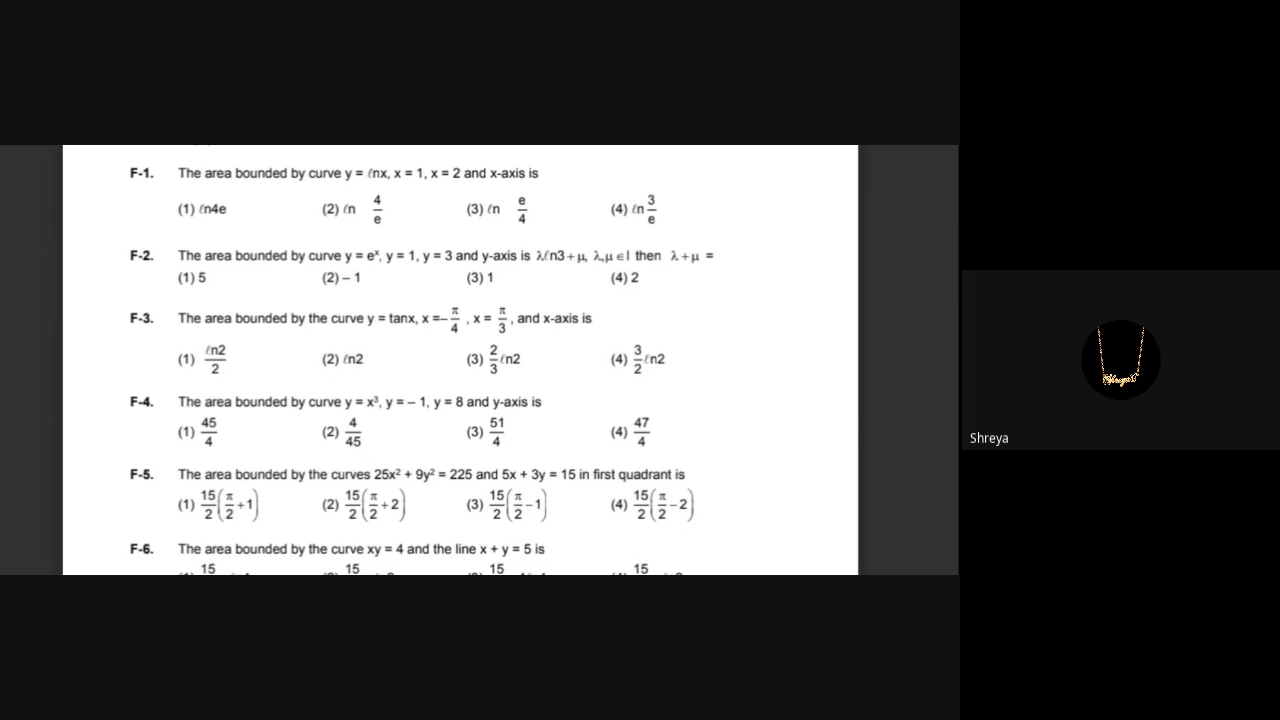 F-1. The area bounded by curve y = ℓnx, x = 1, x = 2 and x-axis is
(1) ℓn4e (2) ℓn 4/e (3) ℓn e/4 (4) ℓn 3/e
F-2. The area bounded by curve y = eˣ, y = 1, y = 3 and y-axis is λℓn3 + μ, λ,μ ∈ I then λ + μ =
(1) 5 (2) – 1 (3) 1 (4) 2
F-3. The area bounded by the curve y = tanx, x = – π/4 , x = π/3 , and x-axis is
(1) ℓn2/2 (2) ℓn2 (3) 2/3 ℓn2 (4) 3/2 ℓn2
F-4. The area bounded by curve y = x³, y = – 1, y = 8 and y-axis is
(1) 45/4 (2) 4/45 (3) 51/4 (4) 47/4
F-5. The area bounded by the curves 25x² + 9y² = 225 and 5x + 3y = 15 in first quadrant is
(1) 15/2 (π/2 + 1) (2) 15/2 (π/2 + 2) (3) 15/2 (π/2 – 1) (4) 15/2 (π/2 – 2)
F-6. The area bounded by the curve xy = 4 and the line x + y = 5 is
15 15 15 15
Shreya